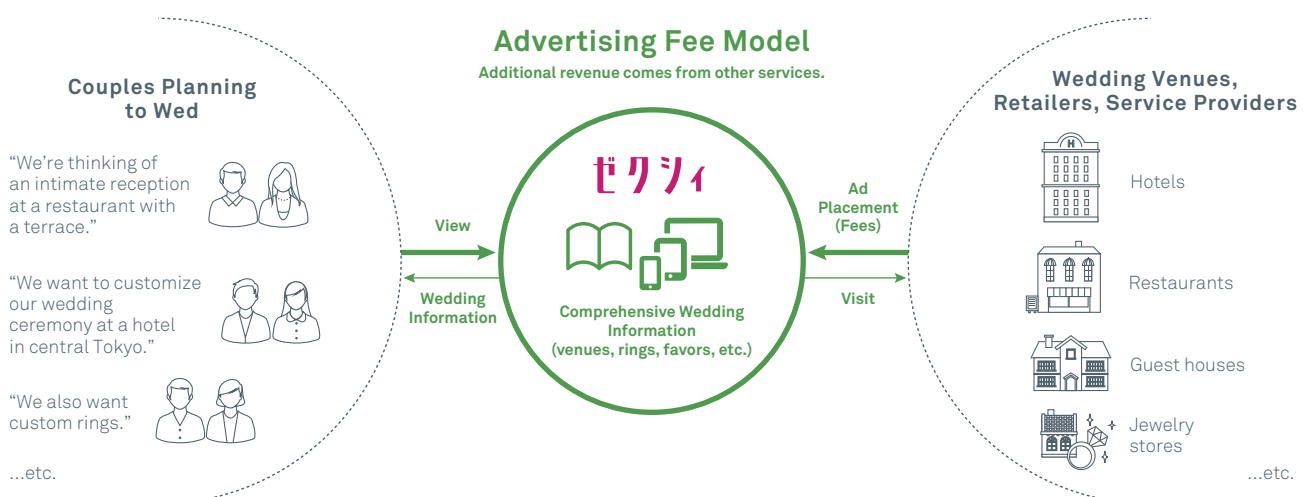 Advertising Fee Model
Additional revenue comes from other services.
Couples Planning
to Wed
“We’re thinking of
an intimate reception
at a restaurant with
a terrace.”
“We want to customize
our wedding
ceremony at a hotel
in central Tokyo.”
“We also want
custom rings.”
...etc.
View
Wedding
Information
ゼクシィ
Comprehensive Wedding
Information
(venues, rings, favors, etc.)
Ad
Placement
(Fees)
Visit
Wedding Venues,
Retailers, Service Providers
H
Hotels
Restaurants
Guest houses
Jewelry
stores
...etc.